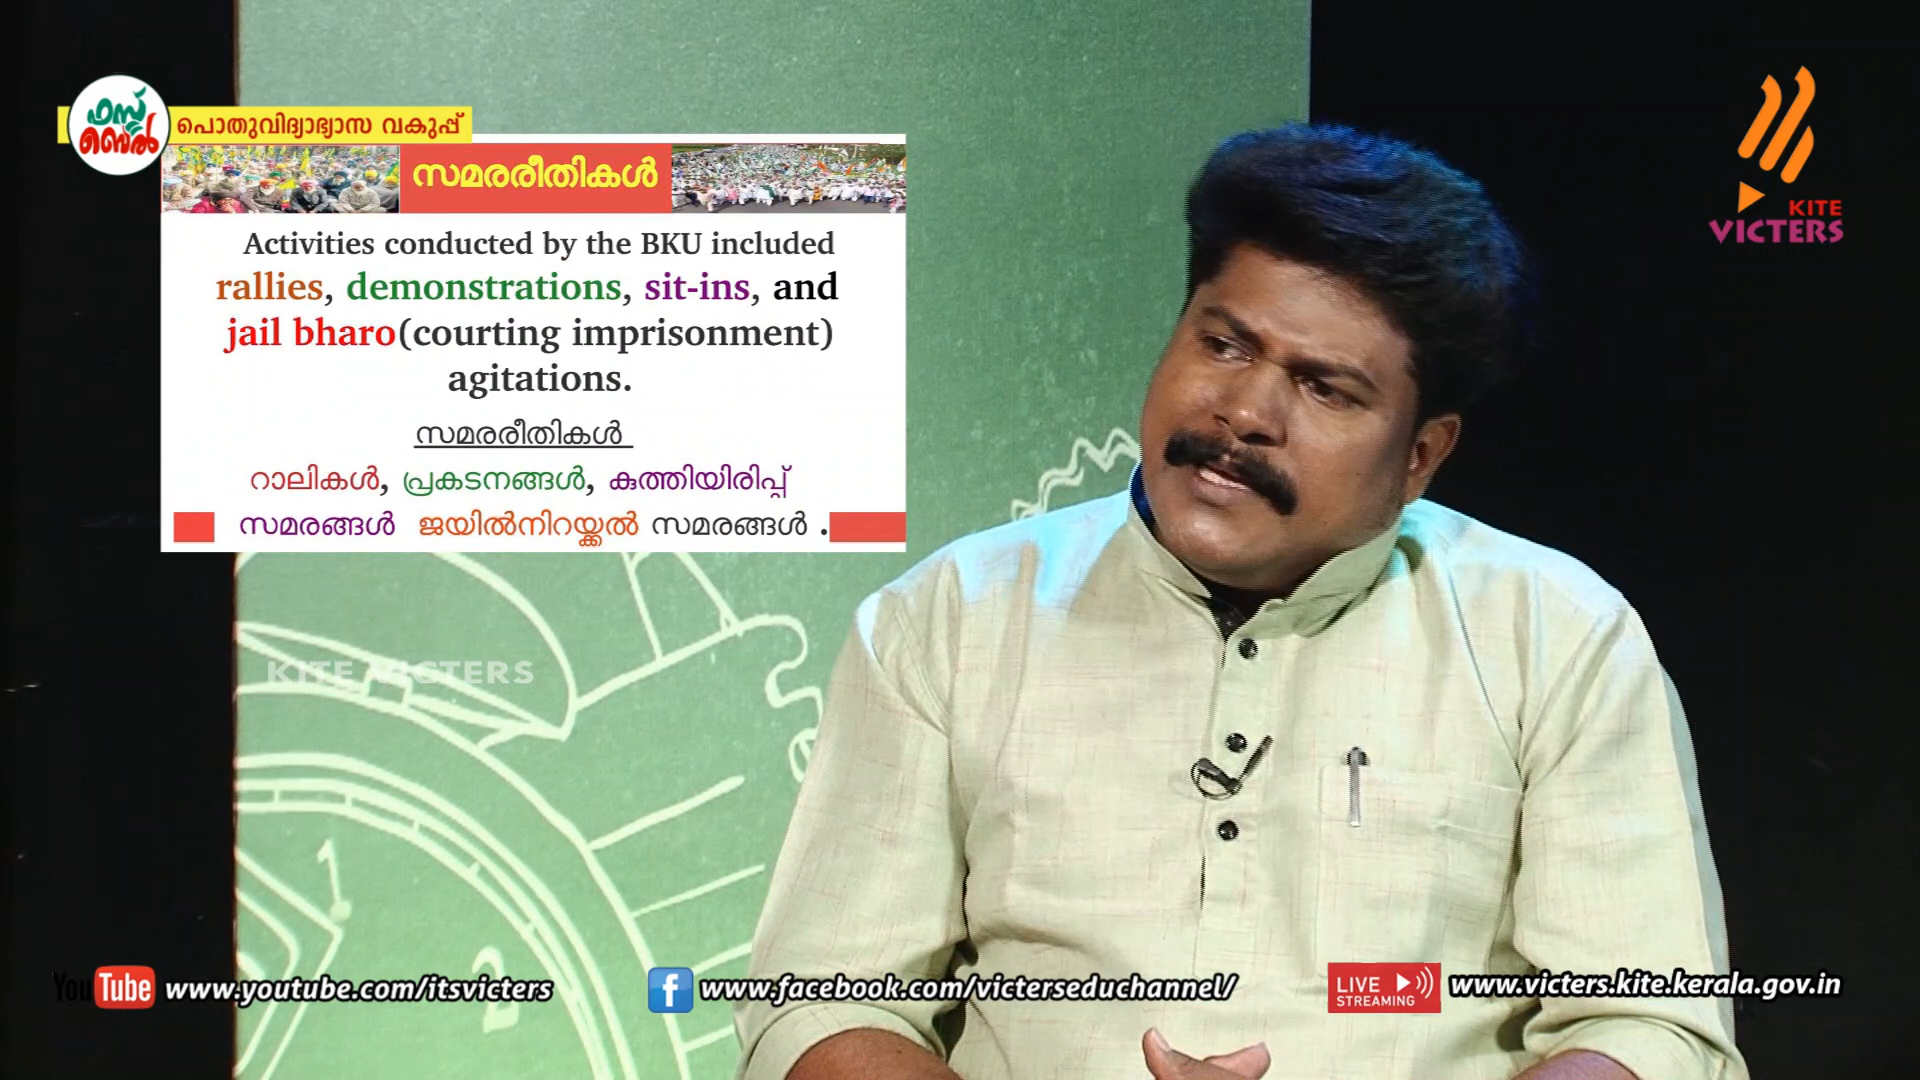 ഫസ്റ്റ്
ബെൽ
പൊതുവിദ്യാഭ്യാസ വകുപ്പ്
KITE
VICTERS
സമരരീതികൾ
Activities conducted by the BKU included
rallies, demonstrations, sit-ins, and
jail bharo(courting imprisonment)
agitations.
സമരരീതികൾ
റാലികൾ, പ്രകടനങ്ങൾ, കുത്തിയിരിപ്പ്
സമരങ്ങൾ ജയിൽനിറയ്ക്കൽ സമരങ്ങൾ .
KITE VICTERS
1
2
YouTube www.youtube.com/itsvicters
f www.facebook.com/victerseduchannel/
LIVE STREAMING www.victers.kite.kerala.gov.in